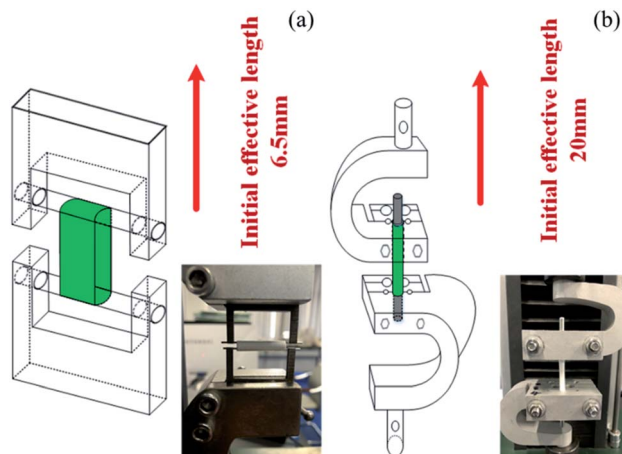 (a)
Initial effective length
6.5mm
(b)
Initial effective length
20mm